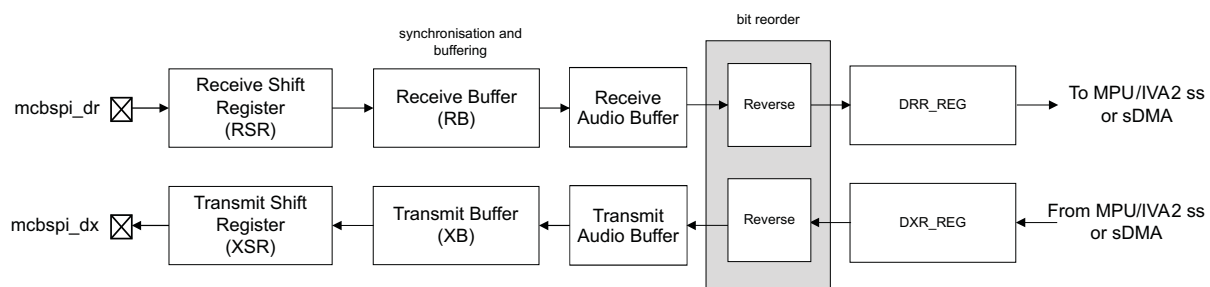 bit reorder
synchronisation and
buffering
mcbspi_dr
Receive Shift
Register
(RSR)
Receive Buffer
(RB)
Receive
Audio Buffer
Reverse
DRR_REG
To MPU/IVA2 ss
or sDMA
mcbspi_dx
Transmit Shift
Register
(XSR)
Transmit Buffer
(XB)
Transmit
Audio Buffer
Reverse
DXR_REG
From MPU/IVA2 ss
or sDMA